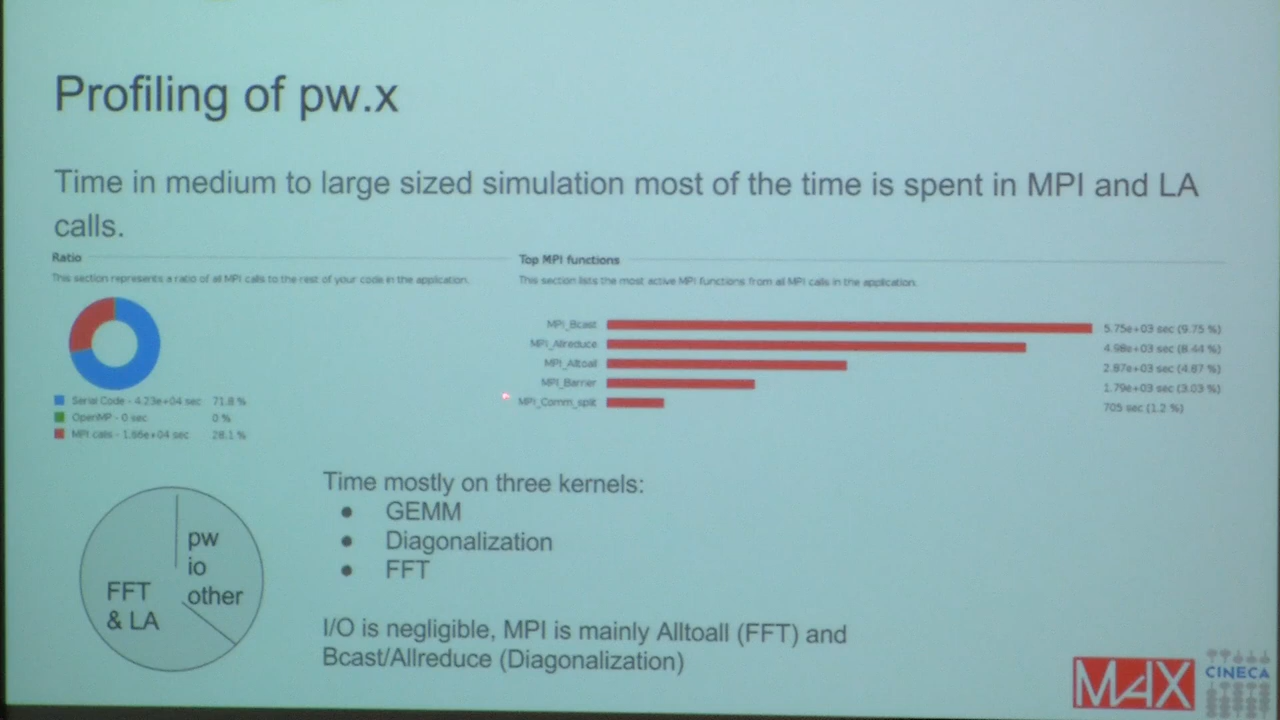 Profiling of pw.x
Time in medium to large sized simulation most of the time is spent in MPI and LA
calls.
Ratio
This section represents a ratio of all MPI calls to the rest of your code in the application.
Serial Code - 4.23e+04 sec 71.8 %
OpenMP - 0 sec 0 %
MPI calls - 1.66e+04 sec 28.1 %
Top MPI functions
This section lists the most active MPI functions from all MPI calls in the application.
MPI_Bcast 5.75e+03 sec (9.75 %)
MPI_Allreduce 4.98e+03 sec (8.44 %)
MPI_Alltoall 2.87e+03 sec (4.87 %)
MPI_Barrier 1.79e+03 sec (3.03 %)
MPI_Comm_split 705 sec (1.2 %)
pw
io
other
FFT
& LA
Time mostly on three kernels:
● GEMM
● Diagonalization
● FFT
I/O is negligible, MPI is mainly Alltoall (FFT) and
Bcast/Allreduce (Diagonalization)
MAX
CINECA